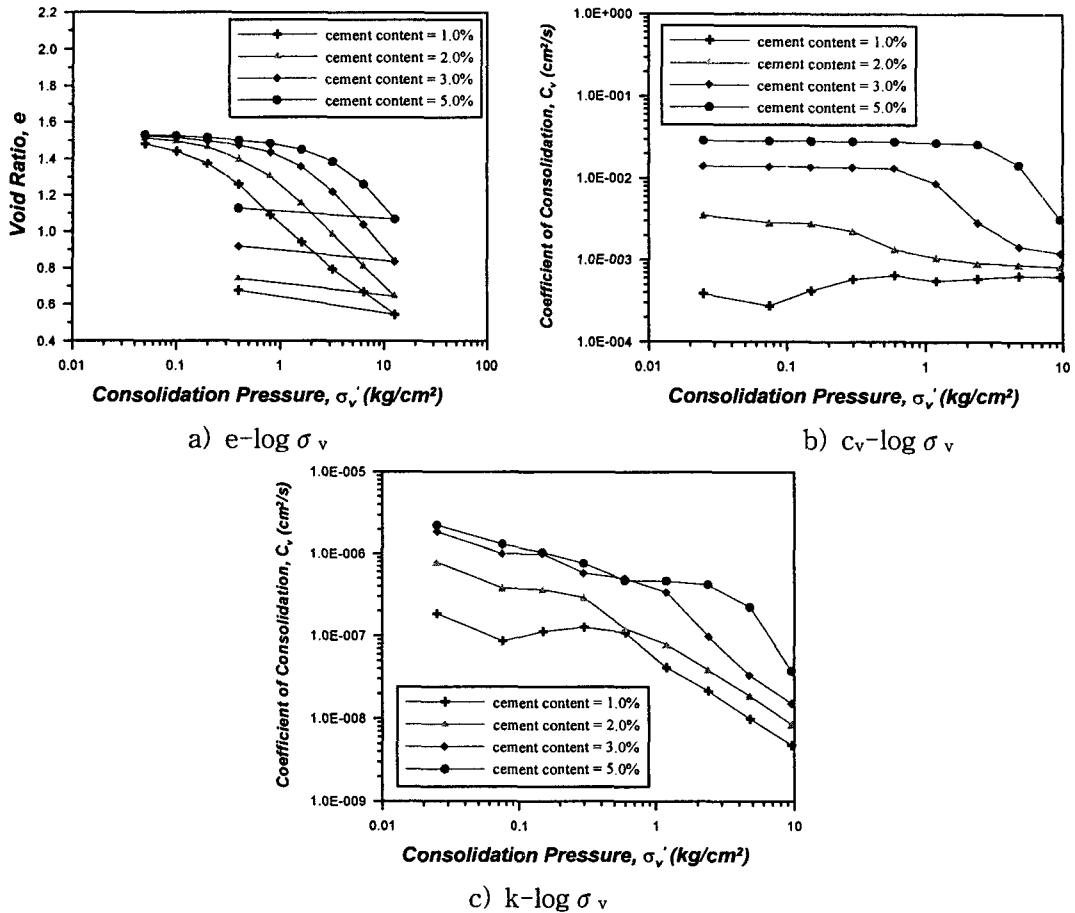 2.2
2.0
1.8
1.6
1.4
1.2
1.0
0.8
0.6
0.4
Void Ratio, e
cement content = 1.0%
cement content = 2.0%
cement content = 3.0%
cement content = 5.0%
0.01
0.1
1
10
100
Consolidation Pressure, σv' (kg/cm²)
a) e-log σ v
1.0E+000
1.0E-001
1.0E-002
1.0E-003
1.0E-004
Coefficient of Consolidation, Cv (cm²/s)
cement content = 1.0%
cement content = 2.0%
cement content = 3.0%
cement content = 5.0%
0.01
0.1
1
10
Consolidation Pressure, σv' (kg/cm²)
b) cv-log σ v
1.0E-005
1.0E-006
1.0E-007
1.0E-008
1.0E-009
Coefficient of Consolidation, Cv (cm²/s)
cement content = 1.0%
cement content = 2.0%
cement content = 3.0%
cement content = 5.0%
0.01
0.1
1
10
Consolidation Pressure, σv' (kg/cm²)
c) k-log σ v